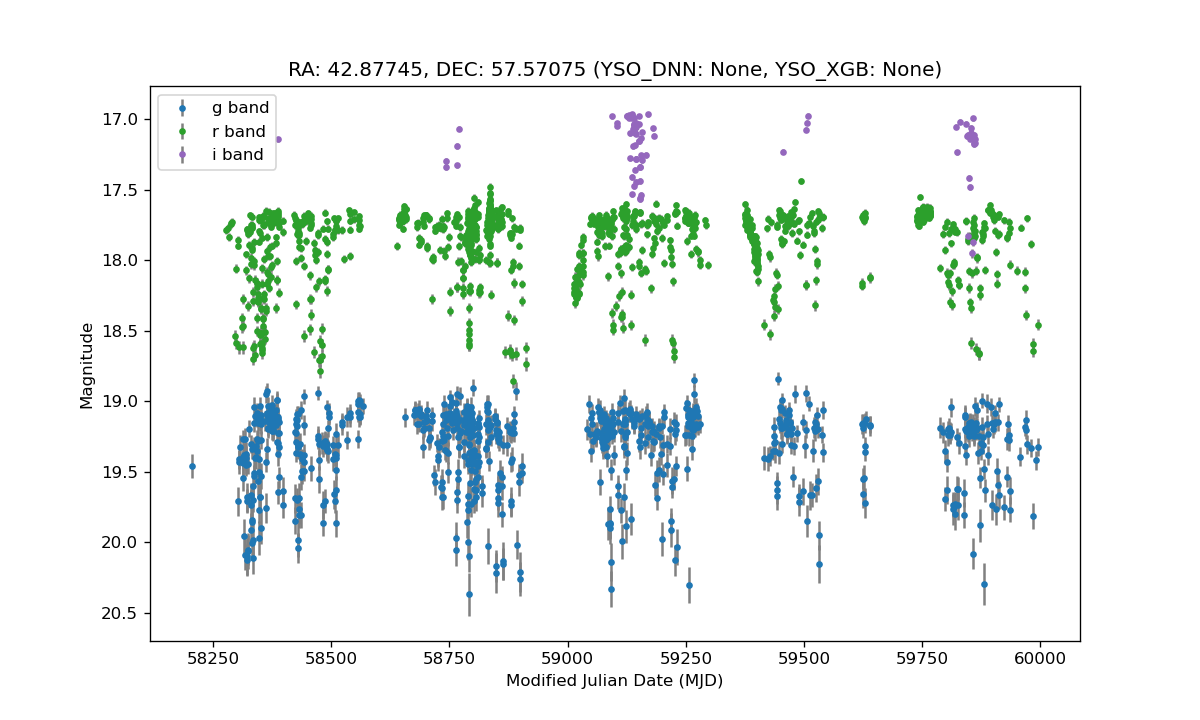 RA: 42.87745, DEC: 57.57075 (YSO_DNN: None, YSO_XGB: None)
g band
r band
i band
17.0
17.5
18.0
18.5
19.0
19.5
20.0
20.5
Magnitude
58250 58500 58750 59000 59250 59500 59750 60000
Modified Julian Date (MJD)